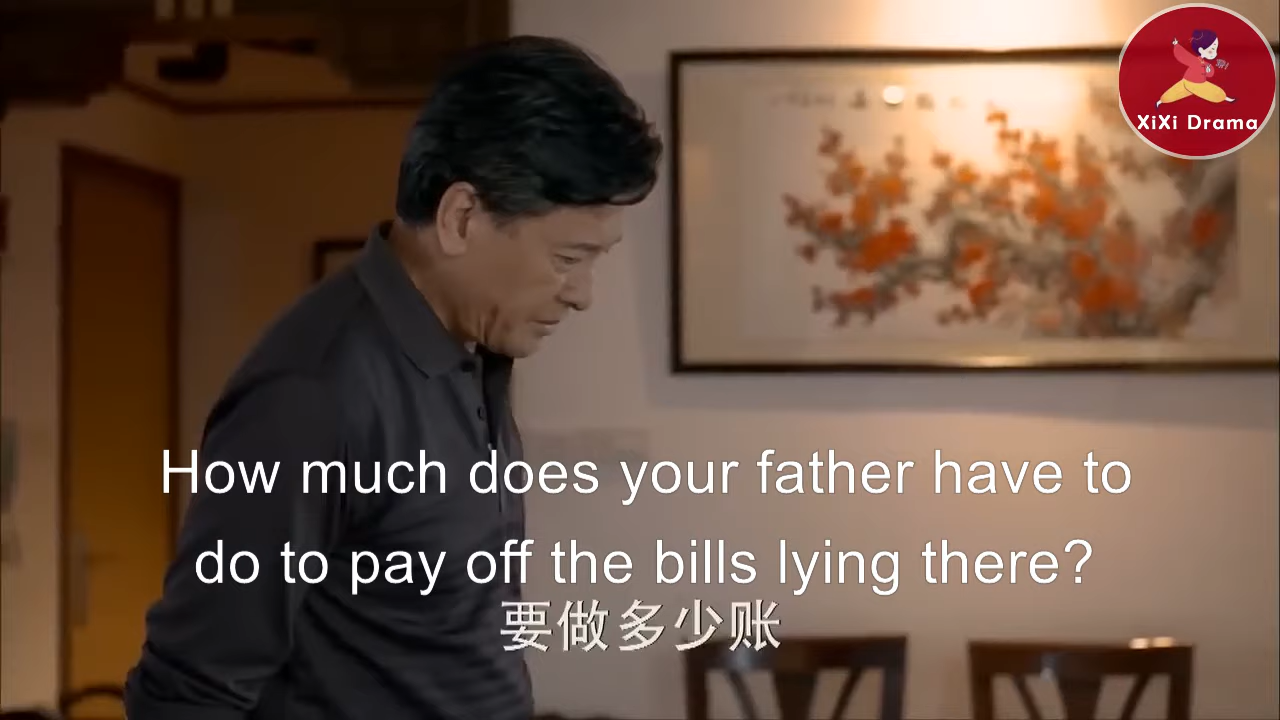 XiXi Drama
How much does your father have to
do to pay off the bills lying there?
要做多少账